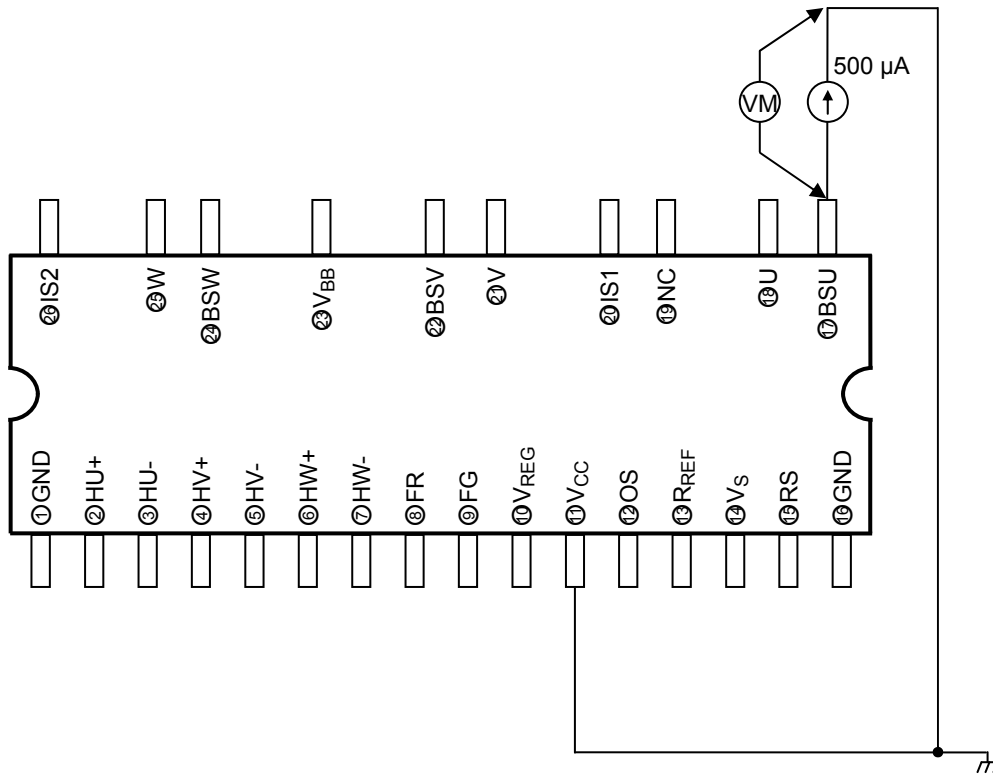 500 µA
VM
㉖IS2
㉕W
㉔BSW
㉓VBB
㉒BSV
㉑V
⑳IS1
⑲NC
⑱U
⑰BSU
①GND
②HU+
③HU-
④HV+
⑤HV-
⑥HW+
⑦HW-
⑧FR
⑨FG
⑩VREG
⑪VCC
⑫OS
⑬RREF
⑭VS
⑮RS
⑯GND